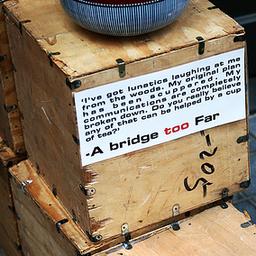 'I've got lunatics laughing at me
from the woods. My original plan
has been scuppered. My
communications are completely
broken down. Do you really believe
any of that can be helped by a cup
of tea?'
-A bridge too Far